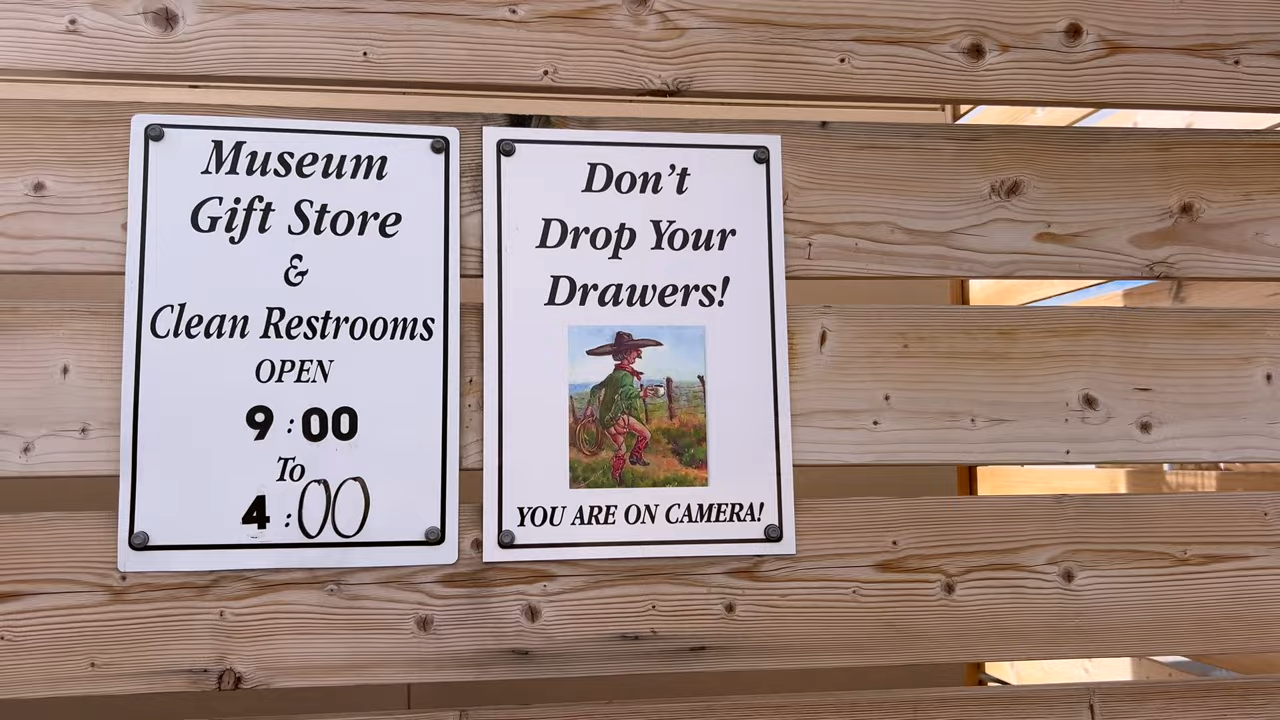 Museum
Gift Store
&
Clean Restrooms
OPEN
9:00
To
4:00
Don't
Drop Your
Drawers!
YOU ARE ON CAMERA!